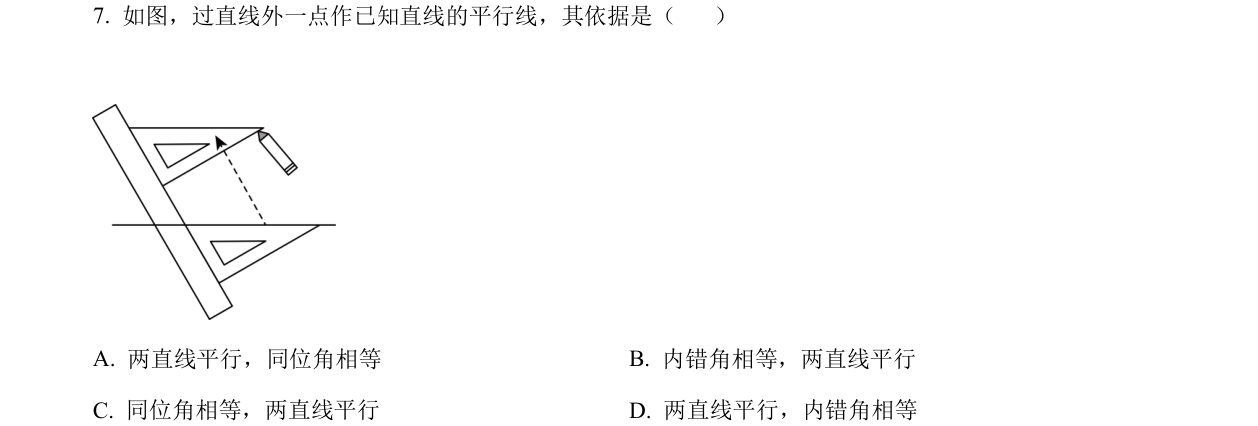 7. 如图，过直线外一点作已知直线的平行线，其依据是（　　）
A. 两直线平行，同位角相等　B. 内错角相等，两直线平行
C. 同位角相等，两直线平行　D. 两直线平行，内错角相等